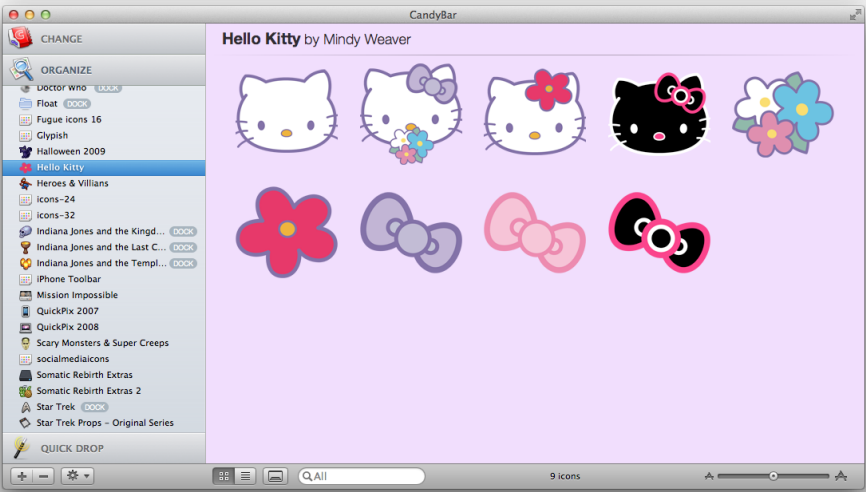 CandyBar
CHANGE
ORGANIZE
Doctor Who DOCK
Float DOCK
Fugue icons 16
Glypish
Halloween 2009
Hello Kitty
Heroes & Villians
icons-24
icons-32
Indiana Jones and the Kingd... DOCK
Indiana Jones and the Last C... DOCK
Indiana Jones and the Templ... DOCK
iPhone Toolbar
Mission Impossible
QuickPix 2007
QuickPix 2008
Scary Monsters & Super Creeps
socialmediaicons
Somatic Rebirth Extras
Somatic Rebirth Extras 2
Star Trek DOCK
Star Trek Props - Original Series
QUICK DROP
Hello Kitty by Mindy Weaver
All
9 icons